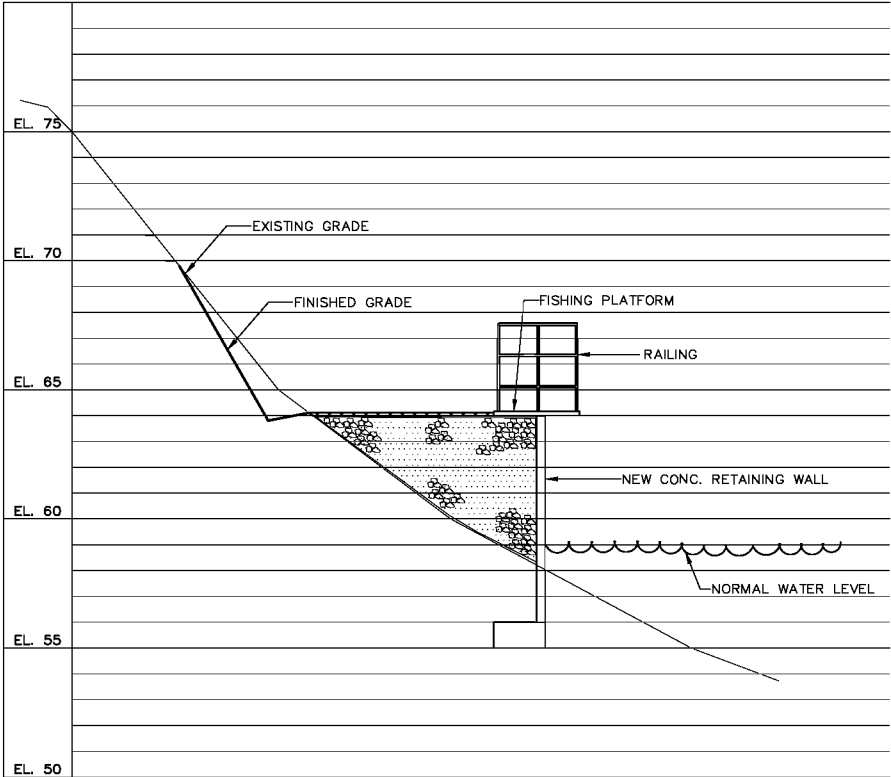 EL. 75
EXISTING GRADE
EL. 70
FINISHED GRADE
FISHING PLATFORM
RAILING
EL. 65
NEW CONC. RETAINING WALL
EL. 60
NORMAL WATER LEVEL
EL. 55
EL. 50